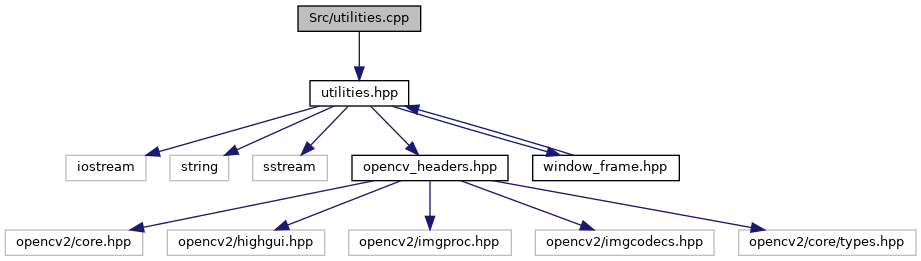 Src/utilities.cpp
utilities.hpp
iostream
string
sstream
opencv_headers.hpp
window_frame.hpp
opencv2/core.hpp
opencv2/highgui.hpp
opencv2/imgproc.hpp
opencv2/imgcodecs.hpp
opencv2/core/types.hpp